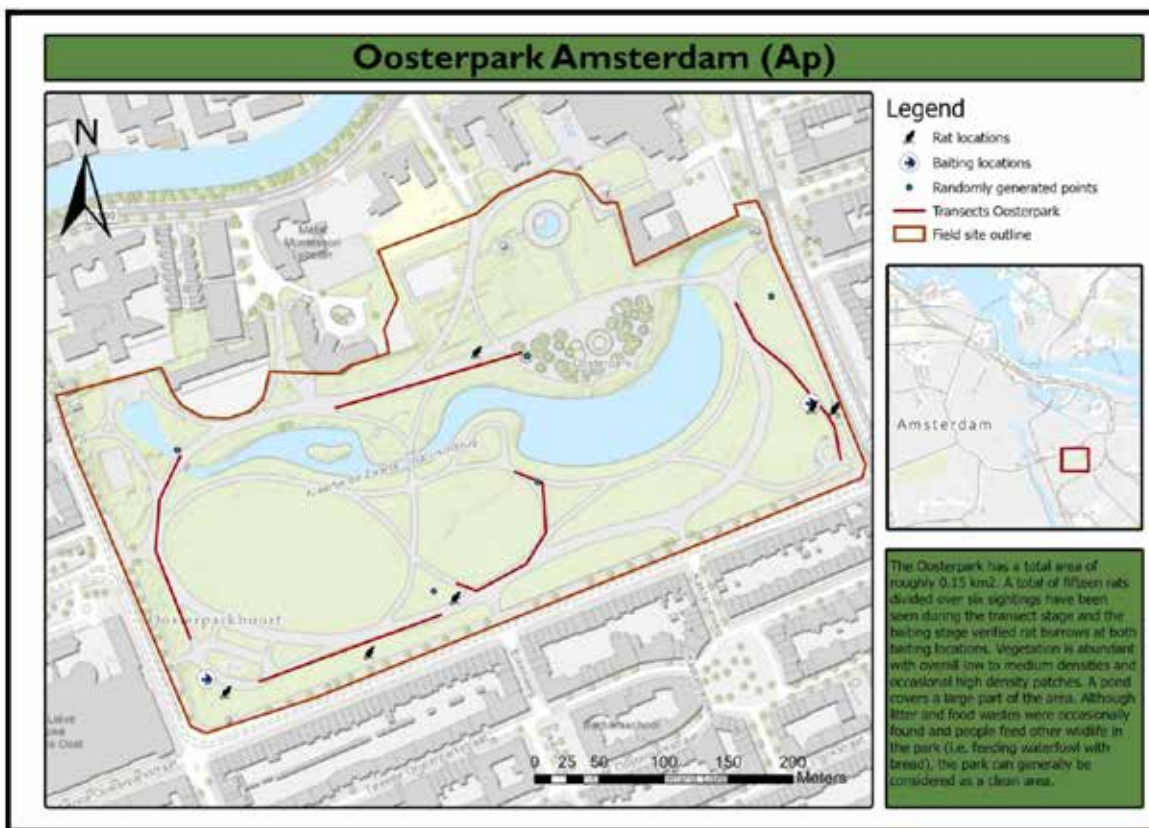 Oosterpark Amsterdam (Ap)
N
Legend
Rat locations
Baiting locations
Randomly generated points
Transects Oosterpark
Field site outline
Amsterdam
Oosterparkbuurt
0 25 50 100 150 200
Meters
The Oosterpark has a total area of
roughly 0.15 km2. A total of fifteen rats
divided over six sightings have been
seen during the transect stage and the
baiting stage verified rat burrows at both
baiting locations. Vegetation is abundant
with overall low to medium densities and
occasional high density patches. A pond
covers a large part of the area. Although
litter and food wastes were occasionally
found and people feed other wildlife in
the park (i.e. feeding waterfowl with
bread), the park can generally be
considered as a clean area.